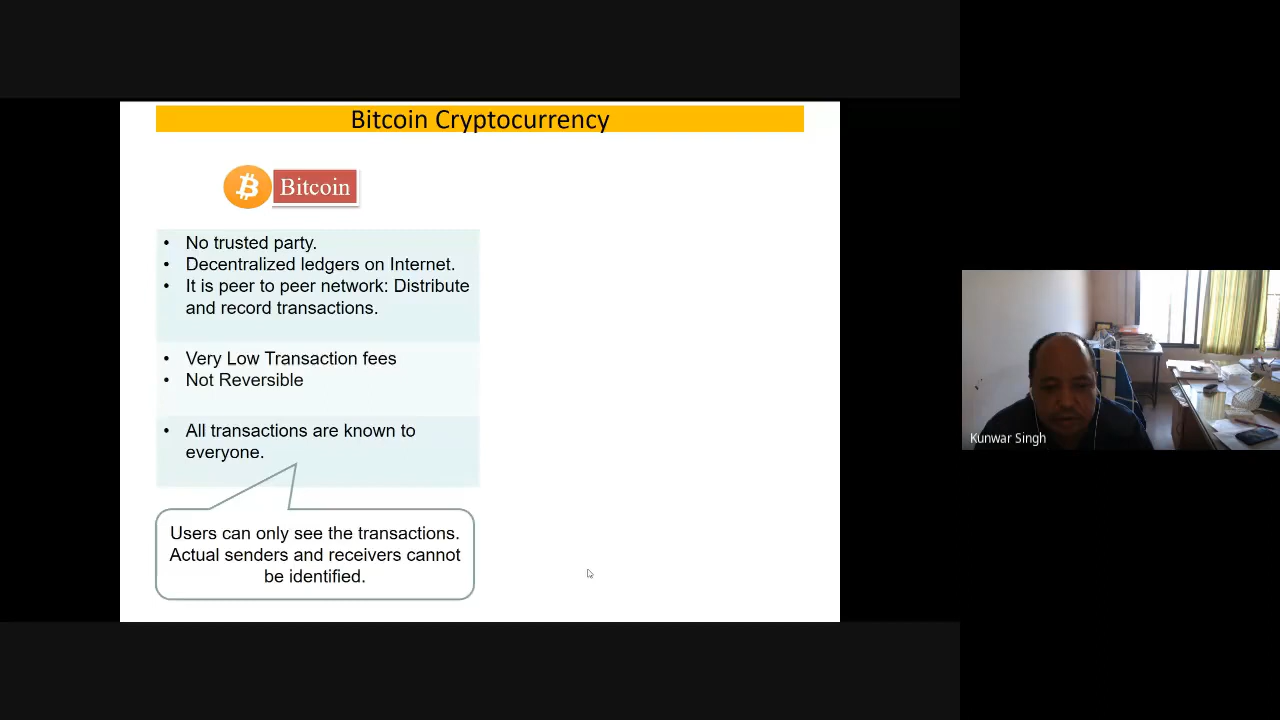 Bitcoin Cryptocurrency
Bitcoin
• No trusted party.
• Decentralized ledgers on Internet.
• It is peer to peer network: Distribute
and record transactions.
• Very Low Transaction fees
• Not Reversible
• All transactions are known to
everyone.
Users can only see the transactions.
Actual senders and receivers cannot
be identified.
Kunwar Singh